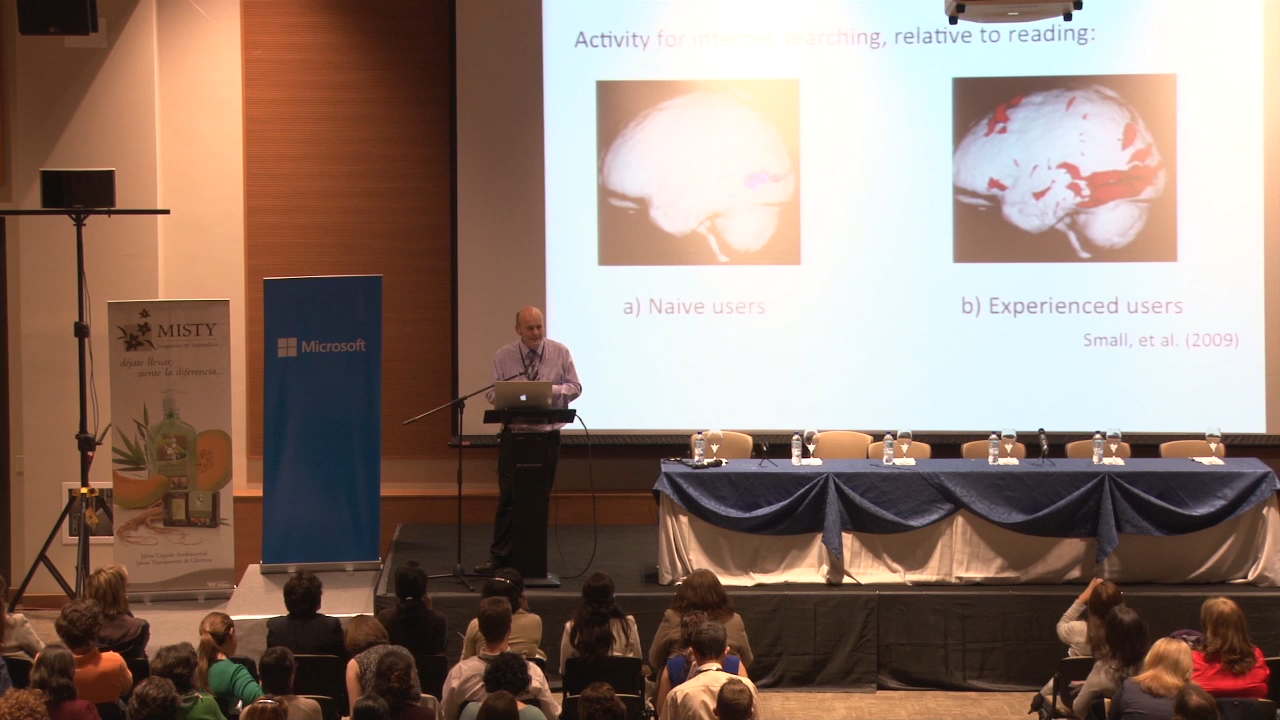 Activity for internet searching, relative to reading:
a) Naive users
b) Experienced users
Small, et al. (2009)
Microsoft
MISTY
déjate llevar,
siente la diferencia...